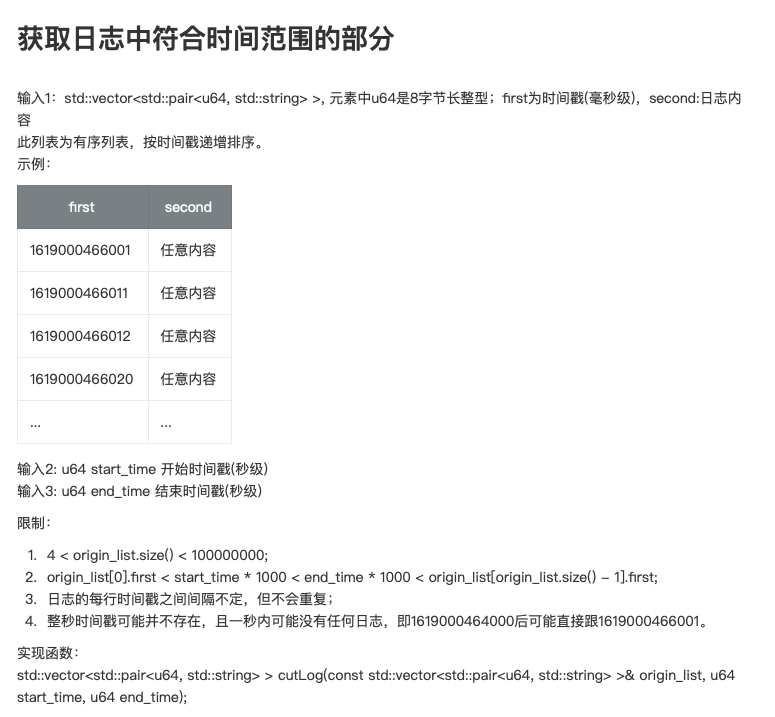 获取日志中符合时间范围的部分
输入1：std::vector<std::pair<u64, std::string> >, 元素中u64是8字节长整型；first为时间戳(毫秒级)，second:日志内
容
此列表为有序列表，按时间戳递增排序。
示例：
first second
1619000466001 任意内容
1619000466011 任意内容
1619000466012 任意内容
1619000466020 任意内容
... ...
输入2: u64 start_time 开始时间戳(秒级)
输入3: u64 end_time 结束时间戳(秒级)
限制：
1. 4 < origin_list.size() < 100000000;
2. origin_list[0].first < start_time * 1000 < end_time * 1000 < origin_list[origin_list.size() - 1].first;
3. 日志的每行时间戳之间间隔不定，但不会重复；
4. 整秒时间戳可能并不存在，且一秒内可能没有任何日志，即1619000464000后可能直接跟1619000466001。
实现函数：
std::vector<std::pair<u64, std::string> > cutLog(const std::vector<std::pair<u64, std::string> >& origin_list, u64
start_time, u64 end_time);